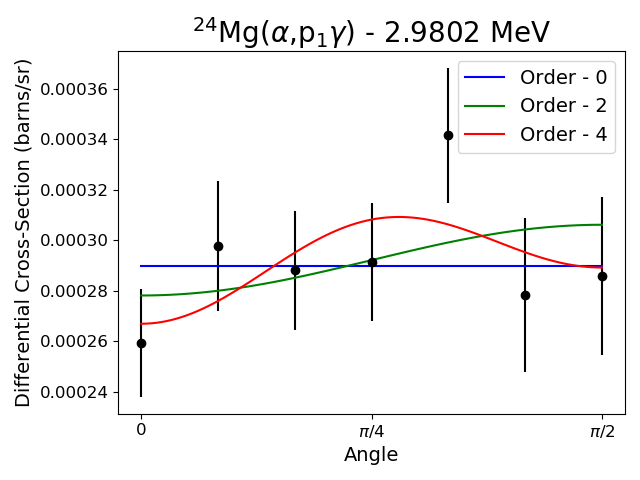 ²⁴Mg(α,p₁γ) - 2.9802 MeV
Order - 0
Order - 2
Order - 4
Differential Cross-Section (barns/sr)
0.00036
0.00034
0.00032
0.00030
0.00028
0.00026
0.00024
0 π/4 π/2
Angle